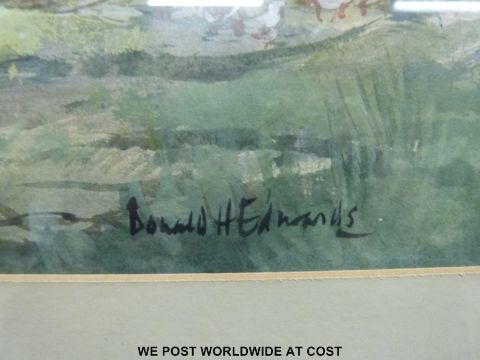 Donald H Edwards
WE POST WORLDWIDE AT COST